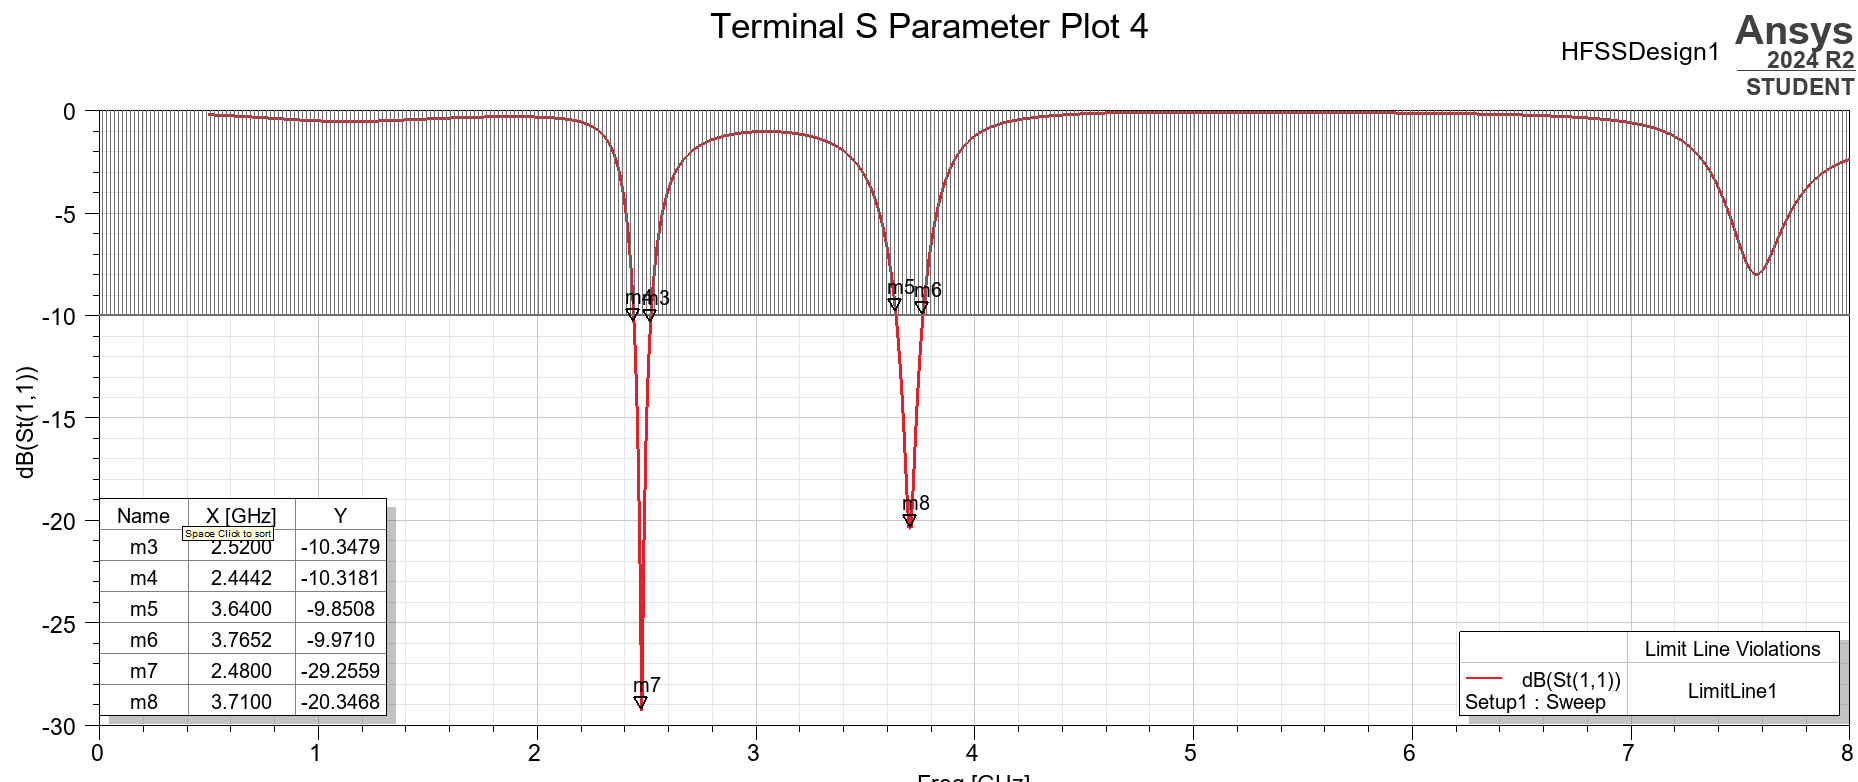 Terminal S Parameter Plot 4
HFSSDesign1
Ansys
2024 R2
STUDENT
0
-5
-10
-15
-20
-25
-30
dB(St(1,1))
m4
m3
m5
m6
m8
m7
Name X [GHz] Y
Space Click to sort
m3 2.5200 -10.3479
m4 2.4442 -10.3181
m5 3.6400 -9.8508
m6 3.7652 -9.9710
m7 2.4800 -29.2559
m8 3.7100 -20.3468
Limit Line Violations
dB(St(1,1))
Setup1 : Sweep
LimitLine1
0 1 2 3 4 5 6 7 8
Freq [GHz]